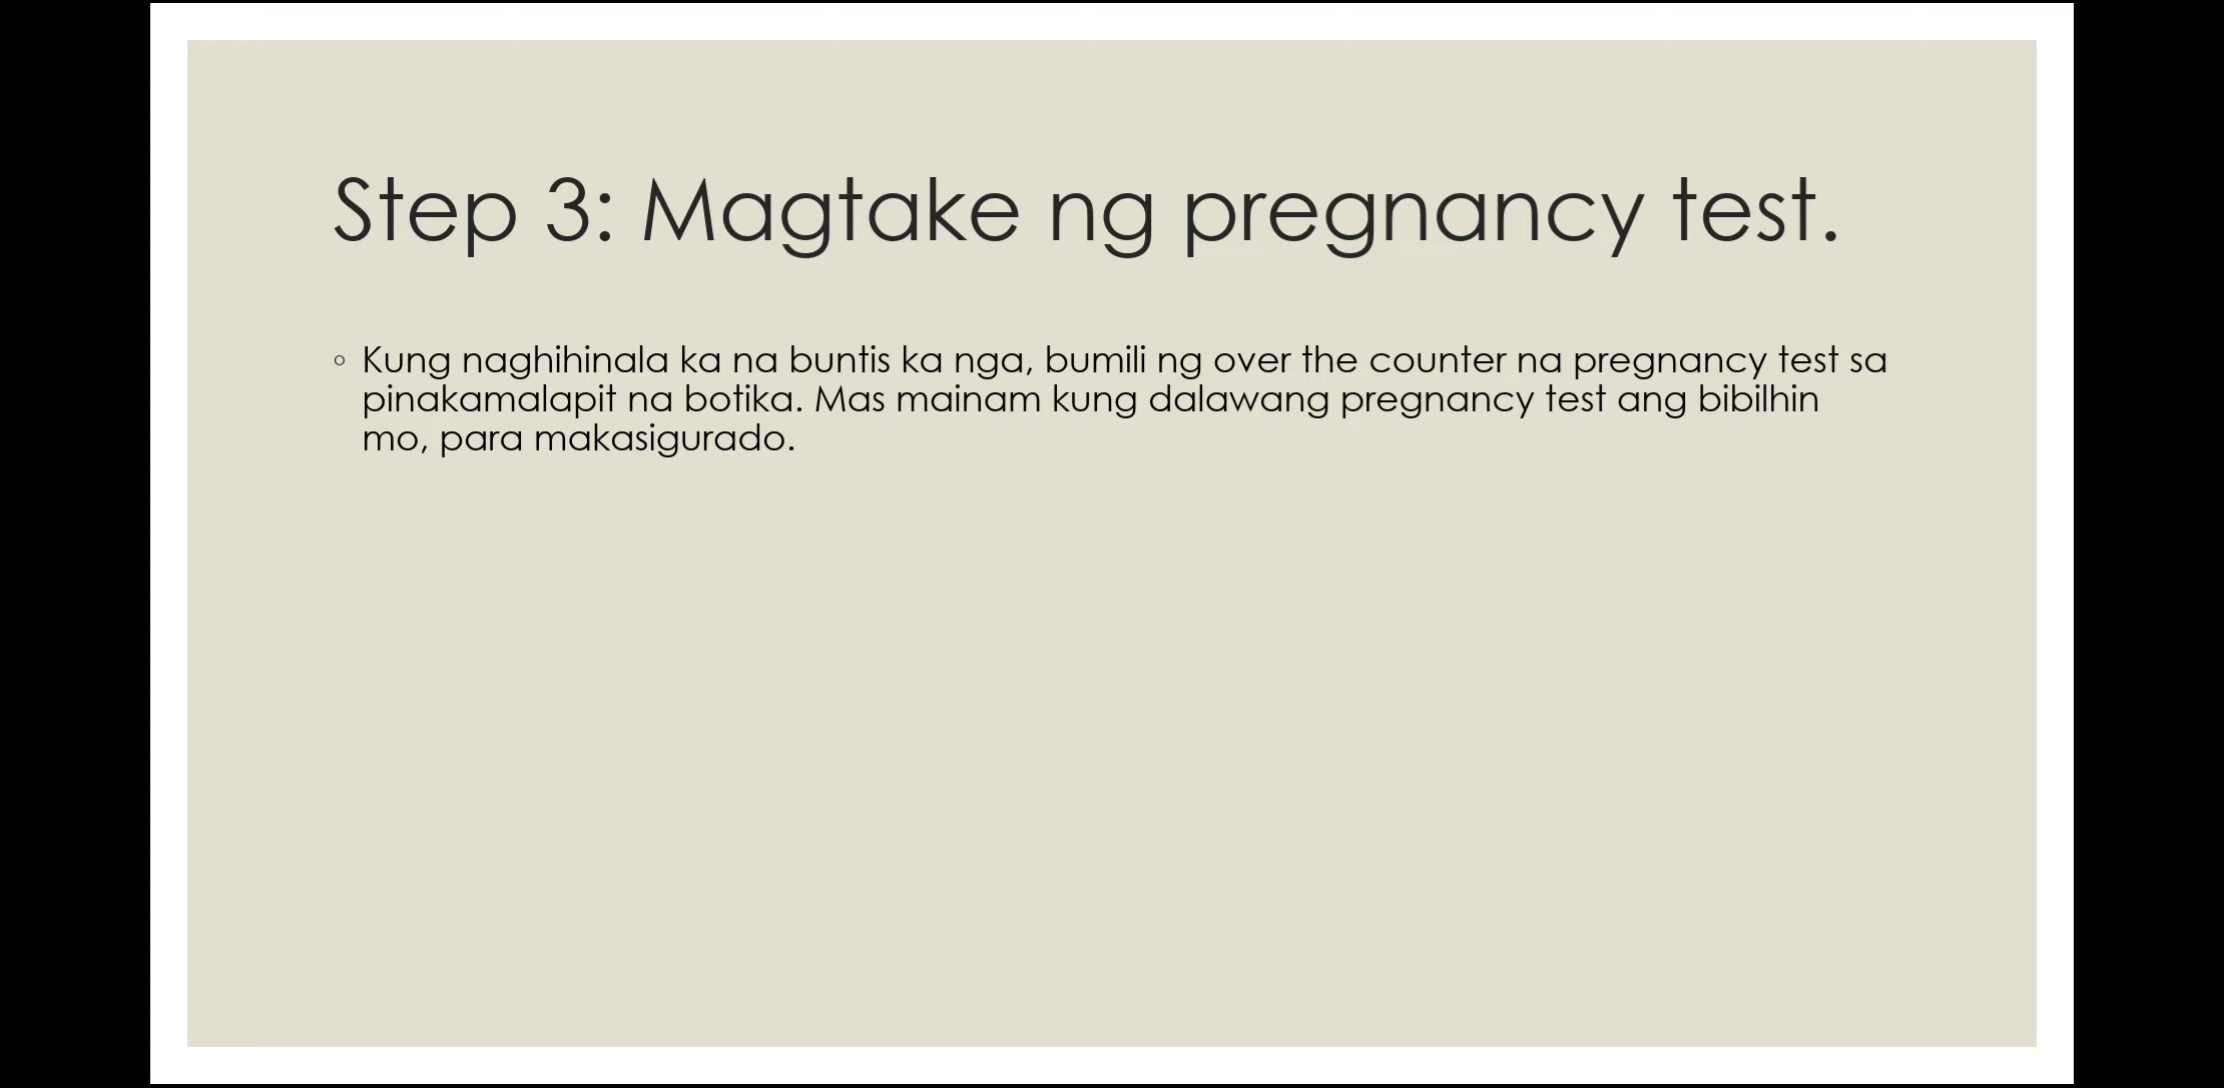 Step 3: Magtake ng pregnancy test.
◦ Kung naghihinala ka na buntis ka nga, bumili ng over the counter na pregnancy test sa
pinakamalapit na botika. Mas mainam kung dalawang pregnancy test ang bibilhin
mo, para makasigurado.